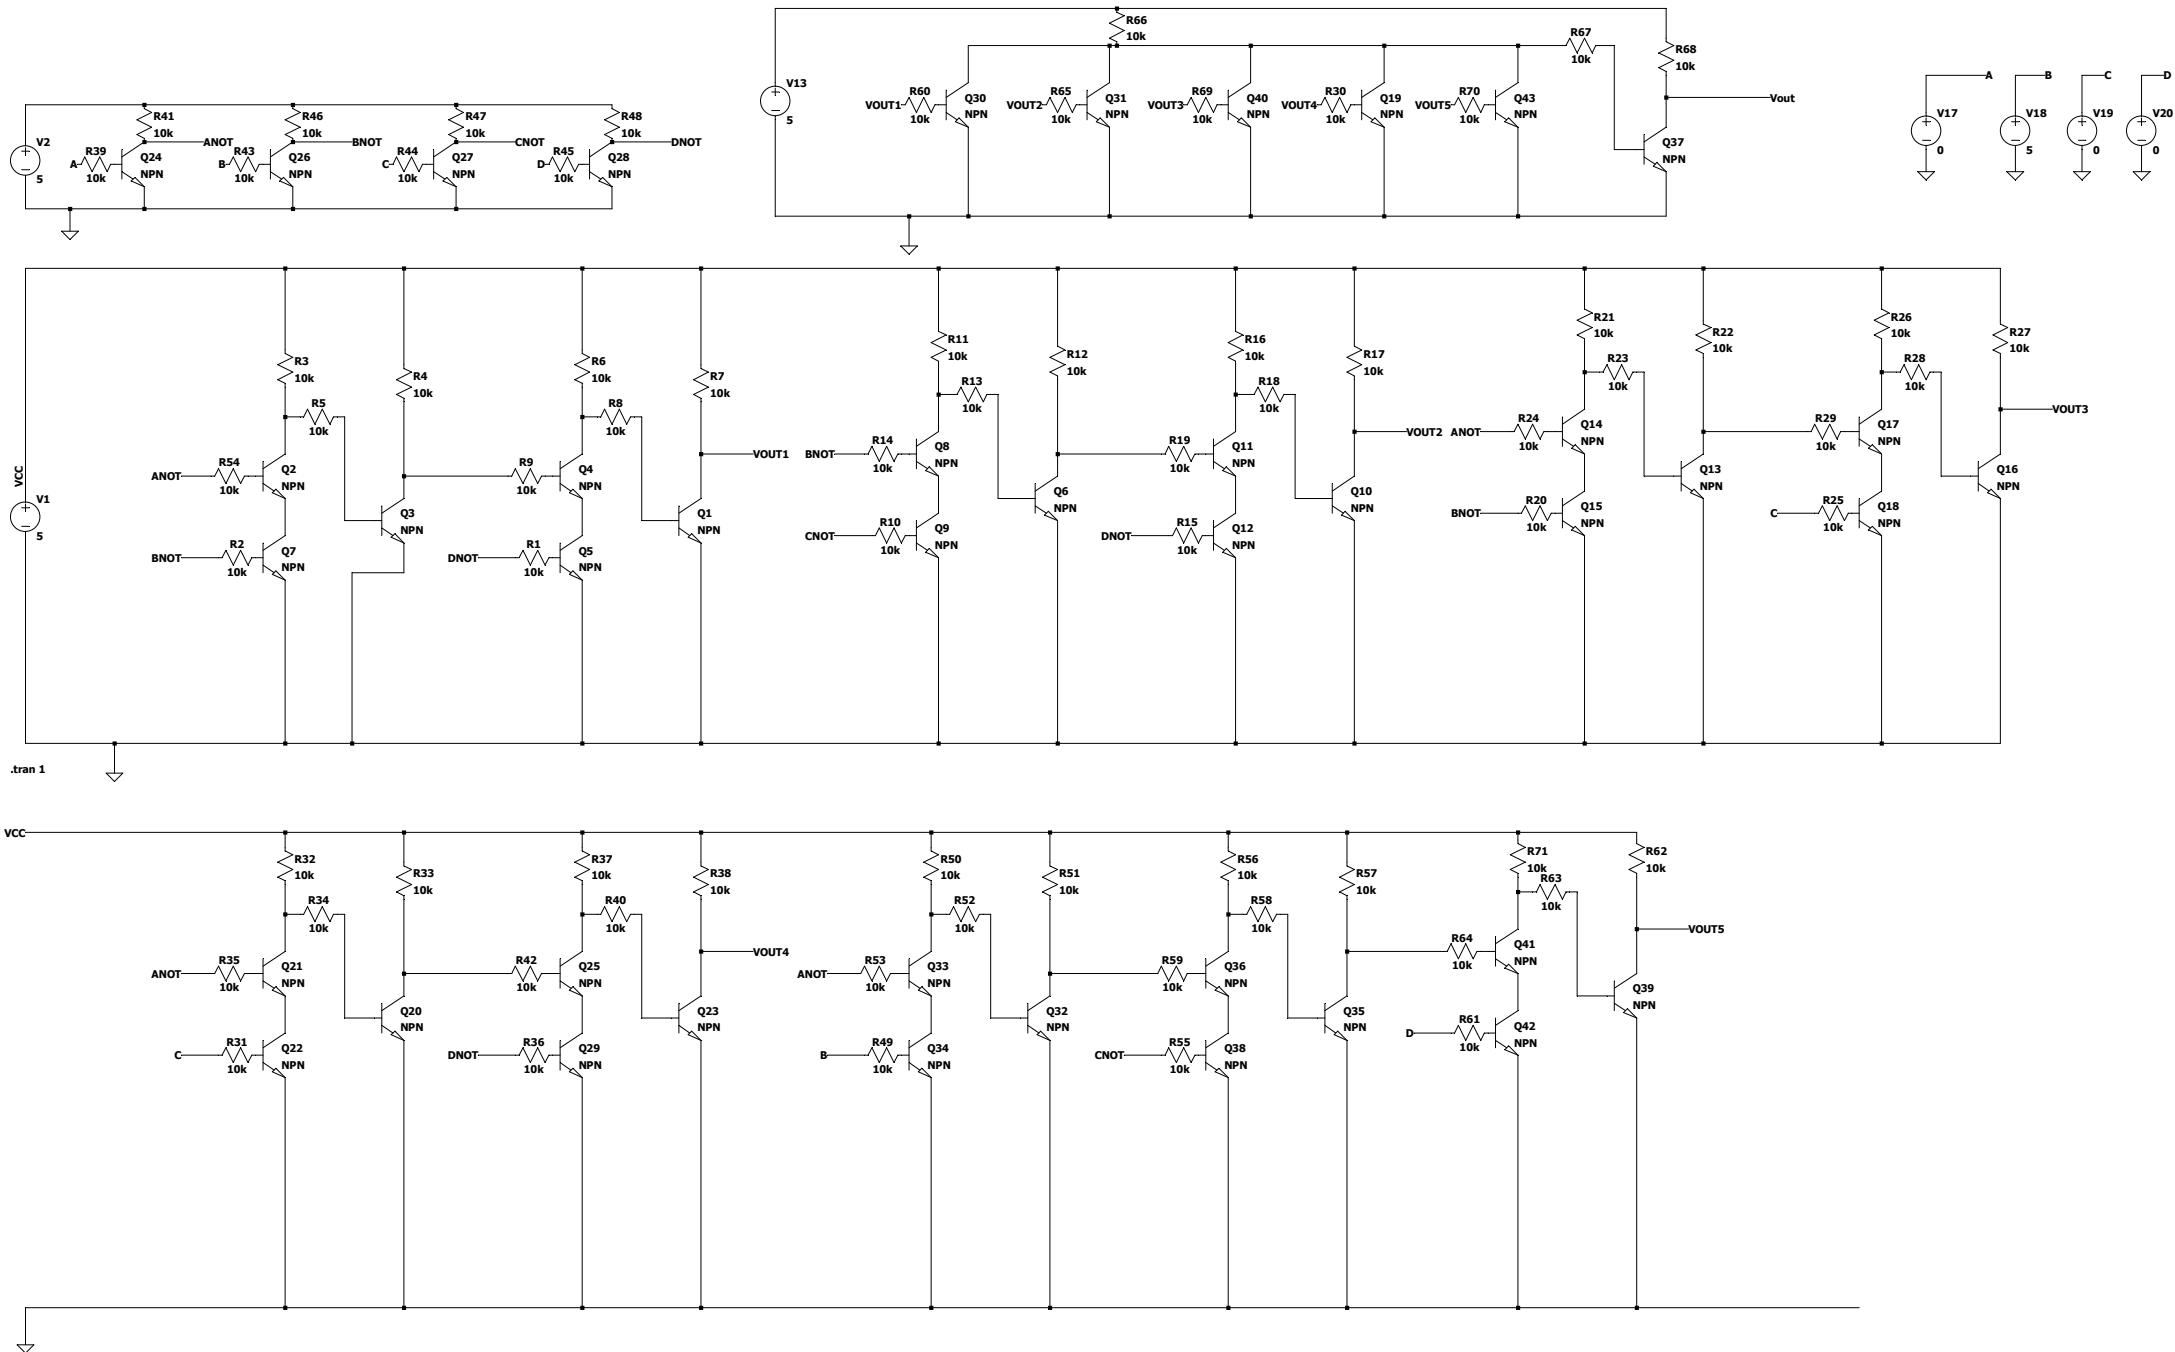 R66
10k
R67
10k
R68
10k
V13
5
VOUT1
R60
10k
Q30
NPN
VOUT2
R65
10k
Q31
NPN
VOUT3
R69
10k
Q40
NPN
VOUT4
R30
10k
Q19
NPN
VOUT5
R70
10k
Q43
NPN
Vout
Q37
NPN
A
B
C
D
V17
0
V18
5
V19
0
V20
0
V2
5
R41
10k
R46
10k
R47
10k
R48
10k
ANOT
BNOT
CNOT
DNOT
A
R39
10k
Q24
NPN
B
R43
10k
Q26
NPN
C
R44
10k
Q27
NPN
D
R45
10k
Q28
NPN
VCC
V1
5
R3
10k
R4
10k
R5
10k
ANOT
R54
10k
Q2
NPN
Q3
NPN
BNOT
R2
10k
Q7
NPN
R6
10k
R7
10k
R8
10k
R9
10k
Q4
NPN
VOUT1
Q1
NPN
DNOT
R1
10k
Q5
NPN
R11
10k
R12
10k
R13
10k
BNOT
R14
10k
Q8
NPN
Q6
NPN
CNOT
R10
10k
Q9
NPN
R16
10k
R17
10k
R18
10k
R19
10k
Q11
NPN
VOUT2
Q10
NPN
DNOT
R15
10k
Q12
NPN
R21
10k
R22
10k
R23
10k
ANOT
R24
10k
Q14
NPN
Q13
NPN
BNOT
R20
10k
Q15
NPN
R26
10k
R27
10k
R28
10k
VOUT3
R29
10k
Q17
NPN
Q16
NPN
C
R25
10k
Q18
NPN
.tran 1
VCC
R32
10k
R33
10k
R34
10k
ANOT
R35
10k
Q21
NPN
Q20
NPN
C
R31
10k
Q22
NPN
R37
10k
R38
10k
R40
10k
VOUT4
R42
10k
Q25
NPN
Q23
NPN
DNOT
R36
10k
Q29
NPN
R50
10k
R51
10k
R52
10k
ANOT
R53
10k
Q33
NPN
Q32
NPN
B
R49
10k
Q34
NPN
R56
10k
R57
10k
R58
10k
R59
10k
Q36
NPN
Q35
NPN
CNOT
R55
10k
Q38
NPN
R71
10k
R62
10k
R63
10k
VOUT5
R64
10k
Q41
NPN
Q39
NPN
D
R61
10k
Q42
NPN